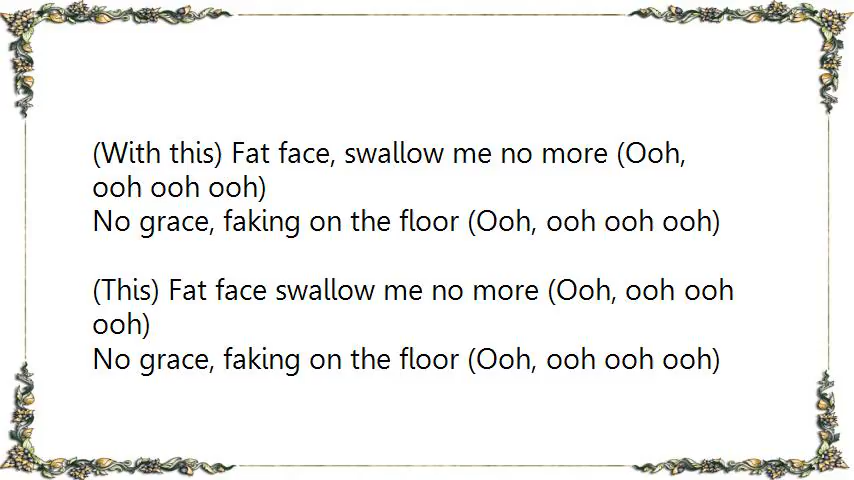 (With this) Fat face, swallow me no more (Ooh,
ooh ooh ooh)
No grace, faking on the floor (Ooh, ooh ooh ooh)
(This) Fat face swallow me no more (Ooh, ooh ooh
ooh)
No grace, faking on the floor (Ooh, ooh ooh ooh)